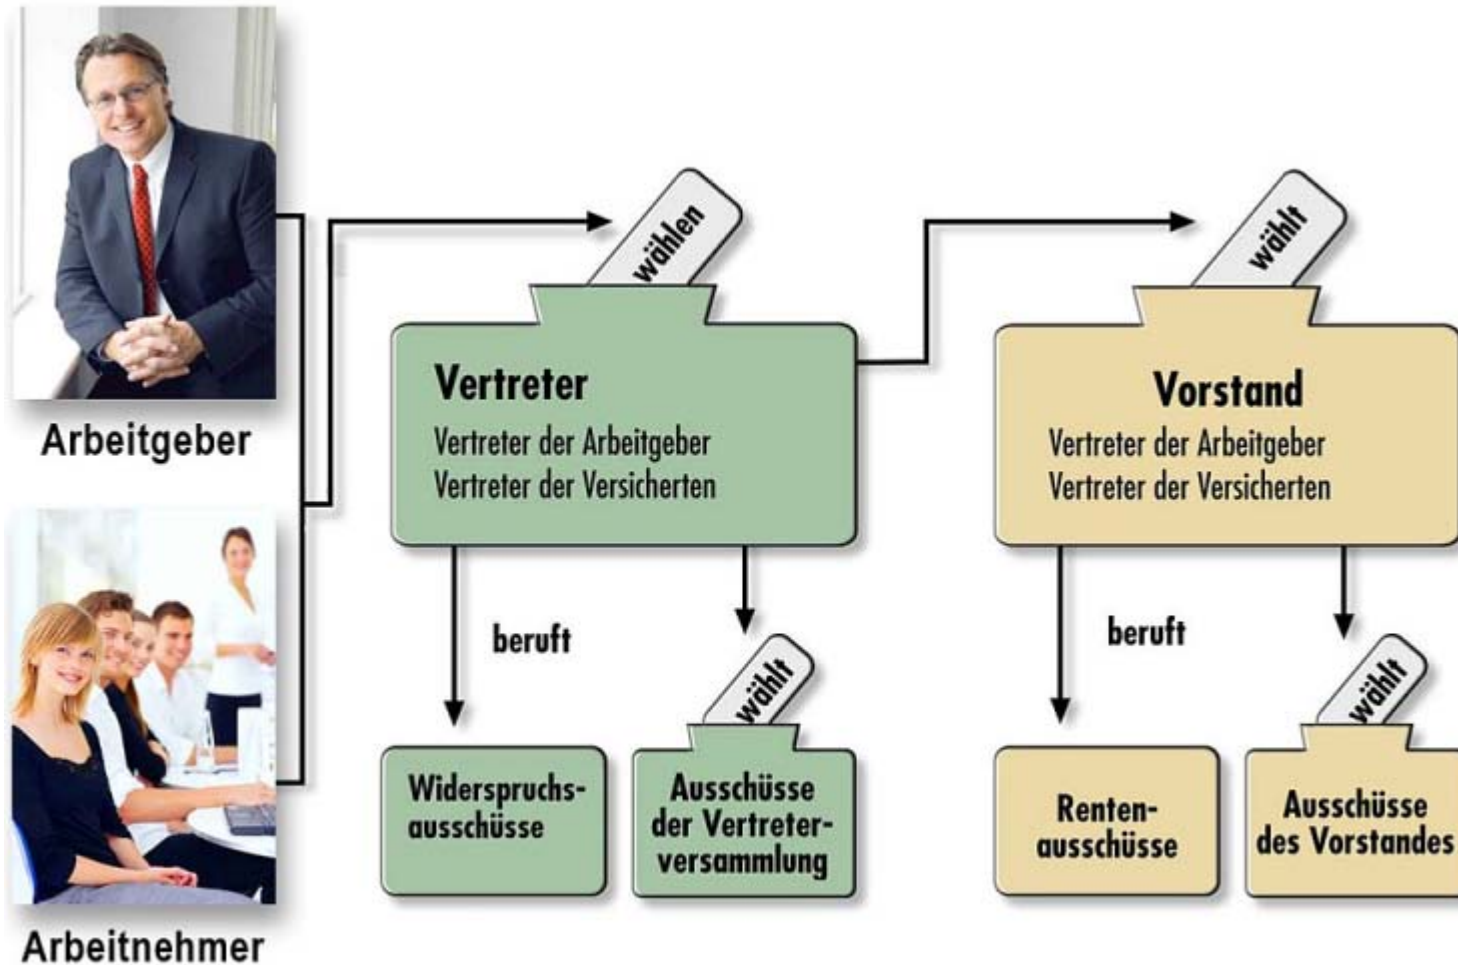 Arbeitgeber
Arbeitnehmer
wählen
Vertreter
Vertreter der Arbeitgeber
Vertreter der Versicherten
beruft
wählt
Widerspruchs-
ausschüsse
Ausschüsse
der Vertreter-
versammlung
wählt
Vorstand
Vertreter der Arbeitgeber
Vertreter der Versicherten
beruft
wählt
Renten-
ausschüsse
Ausschüsse
des Vorstandes